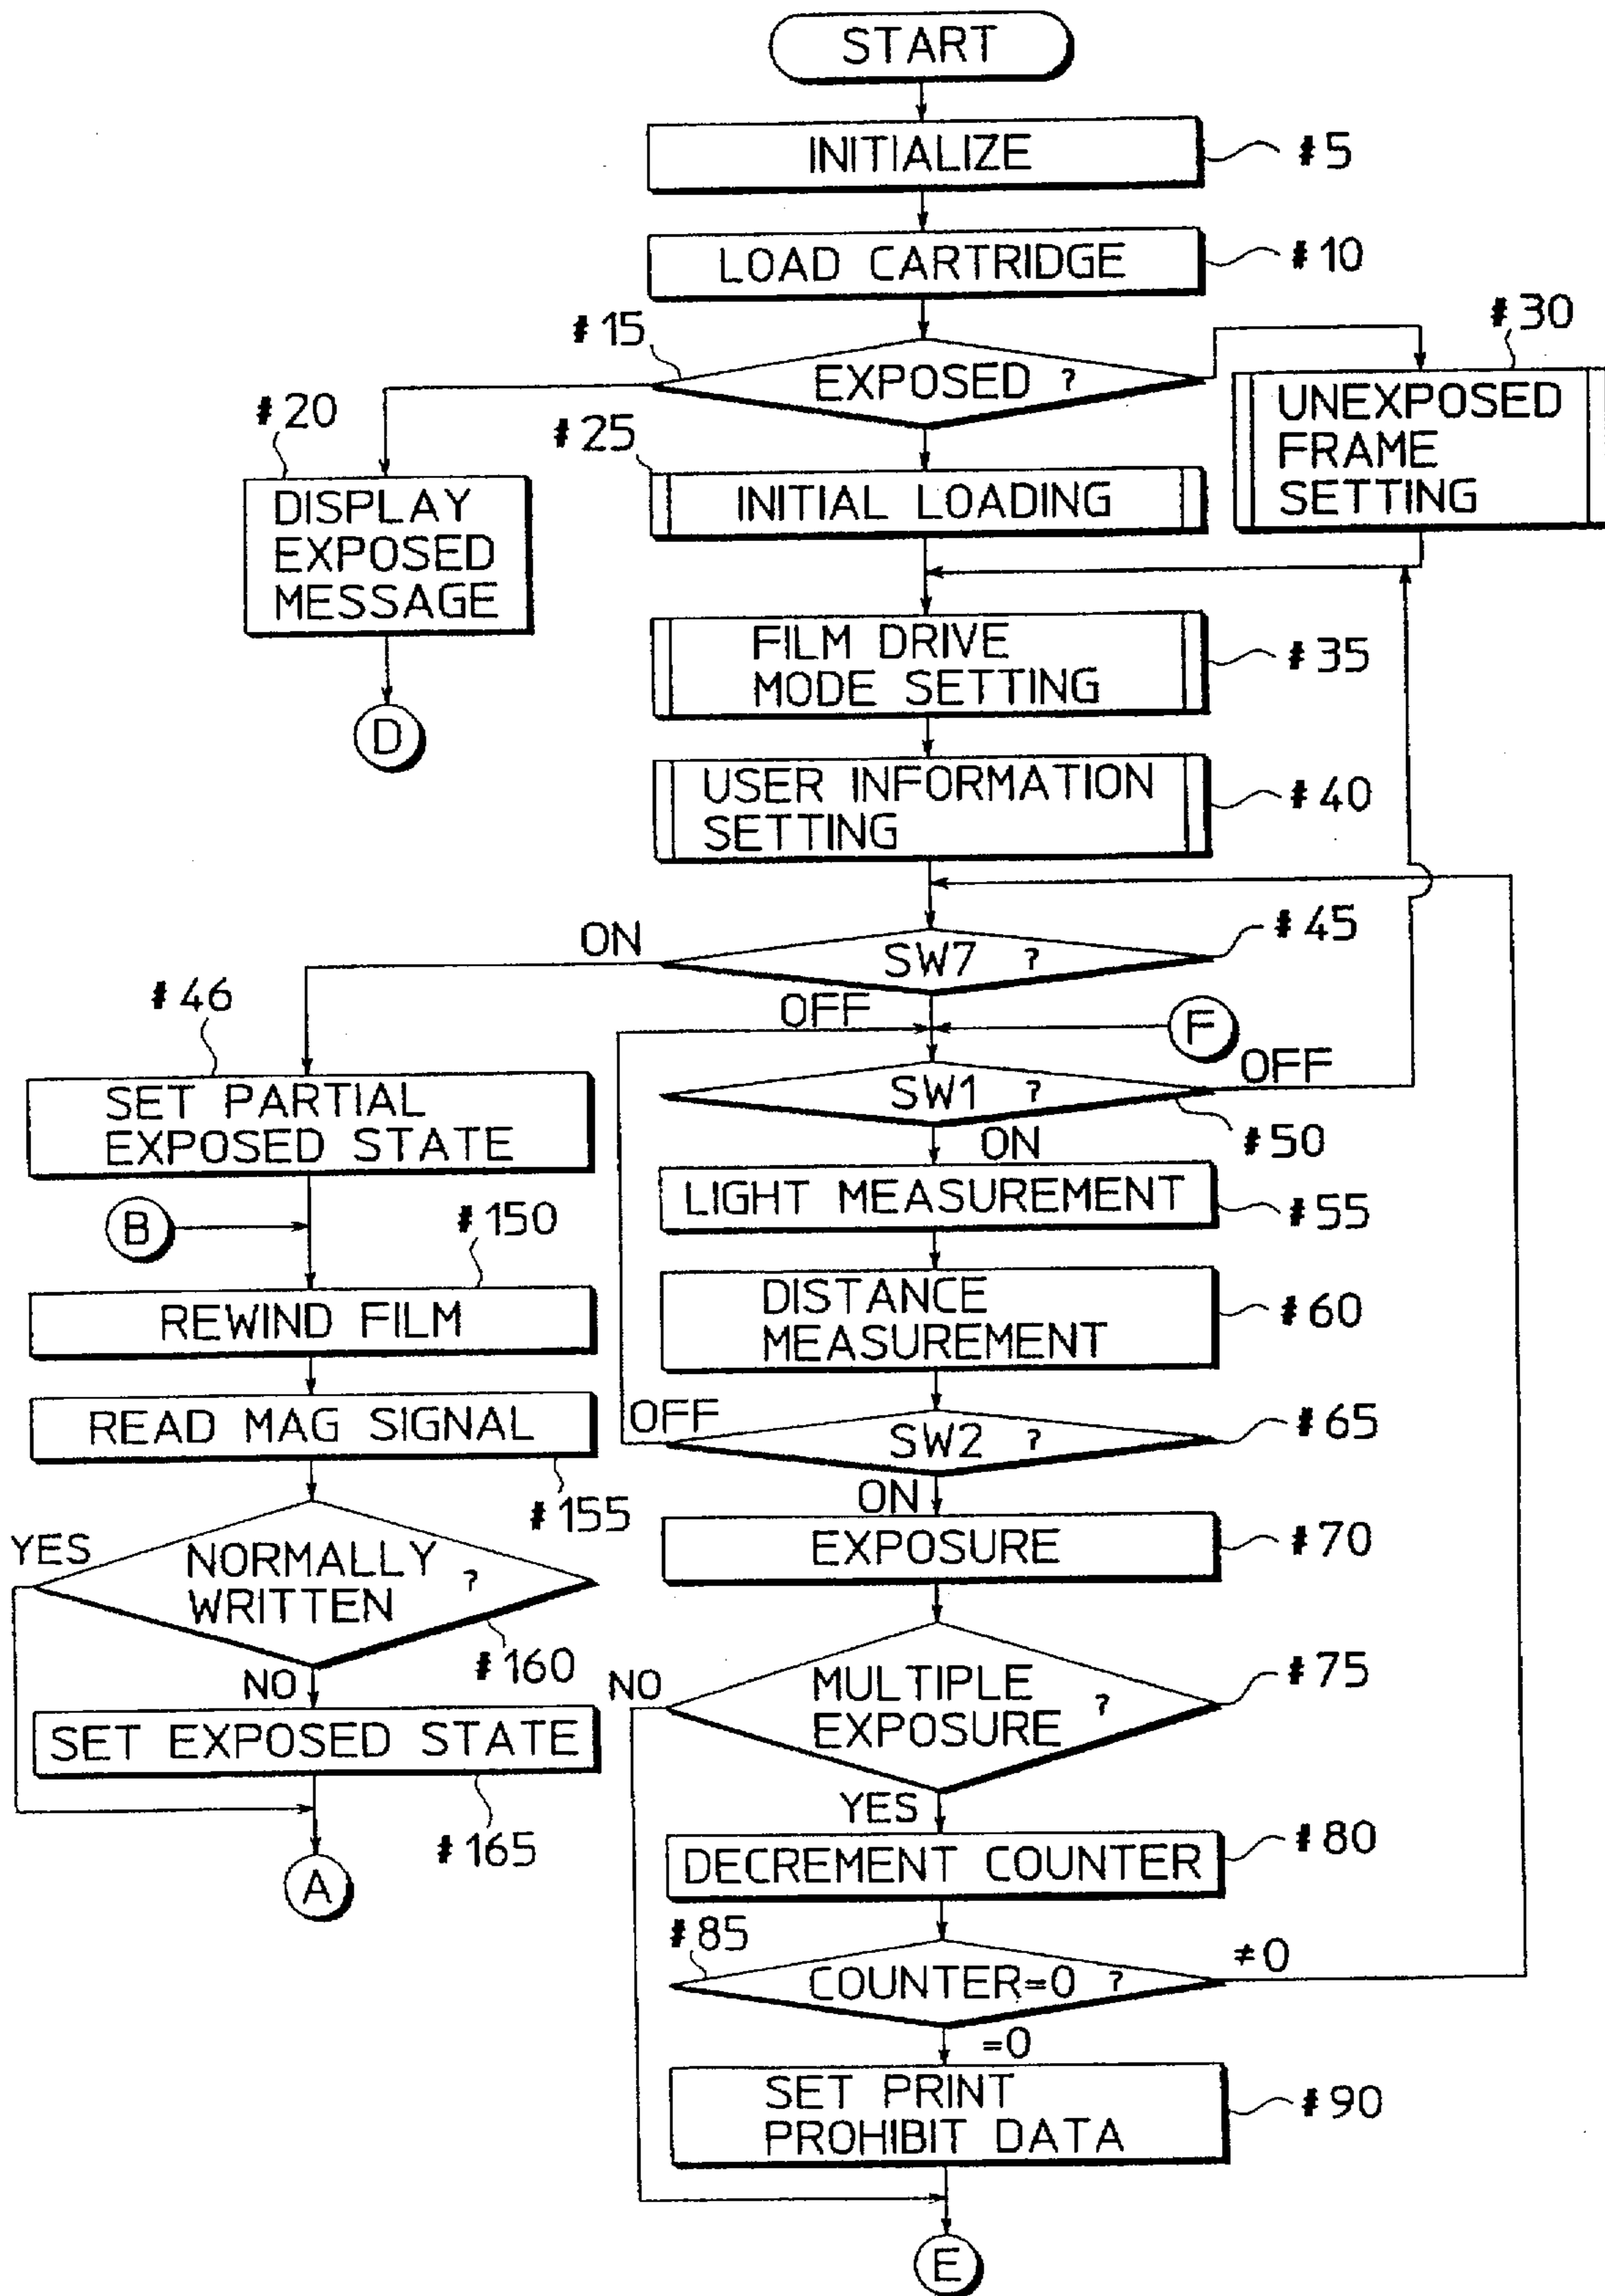 START
INITIALIZE
#5
LOAD CARTRIDGE
#10
#15
EXPOSED ?
#30
UNEXPOSED
FRAME
SETTING
#20
DISPLAY
EXPOSED
MESSAGE
D
#25
INITIAL LOADING
FILM DRIVE
MODE SETTING
#35
USER INFORMATION
SETTING
#40
ON
SW7 ?
#45
OFF
F
#46
SET PARTIAL
EXPOSED STATE
SW1 ?
OFF
#50
ON
LIGHT MEASUREMENT
#55
B
#150
REWIND FILM
DISTANCE
MEASUREMENT
#60
READ MAG SIGNAL
#155
OFF
SW2 ?
#65
ON
EXPOSURE
#70
YES
NORMALLY
WRITTEN ?
#160
NO
SET EXPOSED STATE
#165
A
NO
MULTIPLE
EXPOSURE ?
#75
YES
DECREMENT COUNTER
#80
#85
COUNTER=0 ?
≠0
=0
SET PRINT
PROHIBIT DATA
#90
E